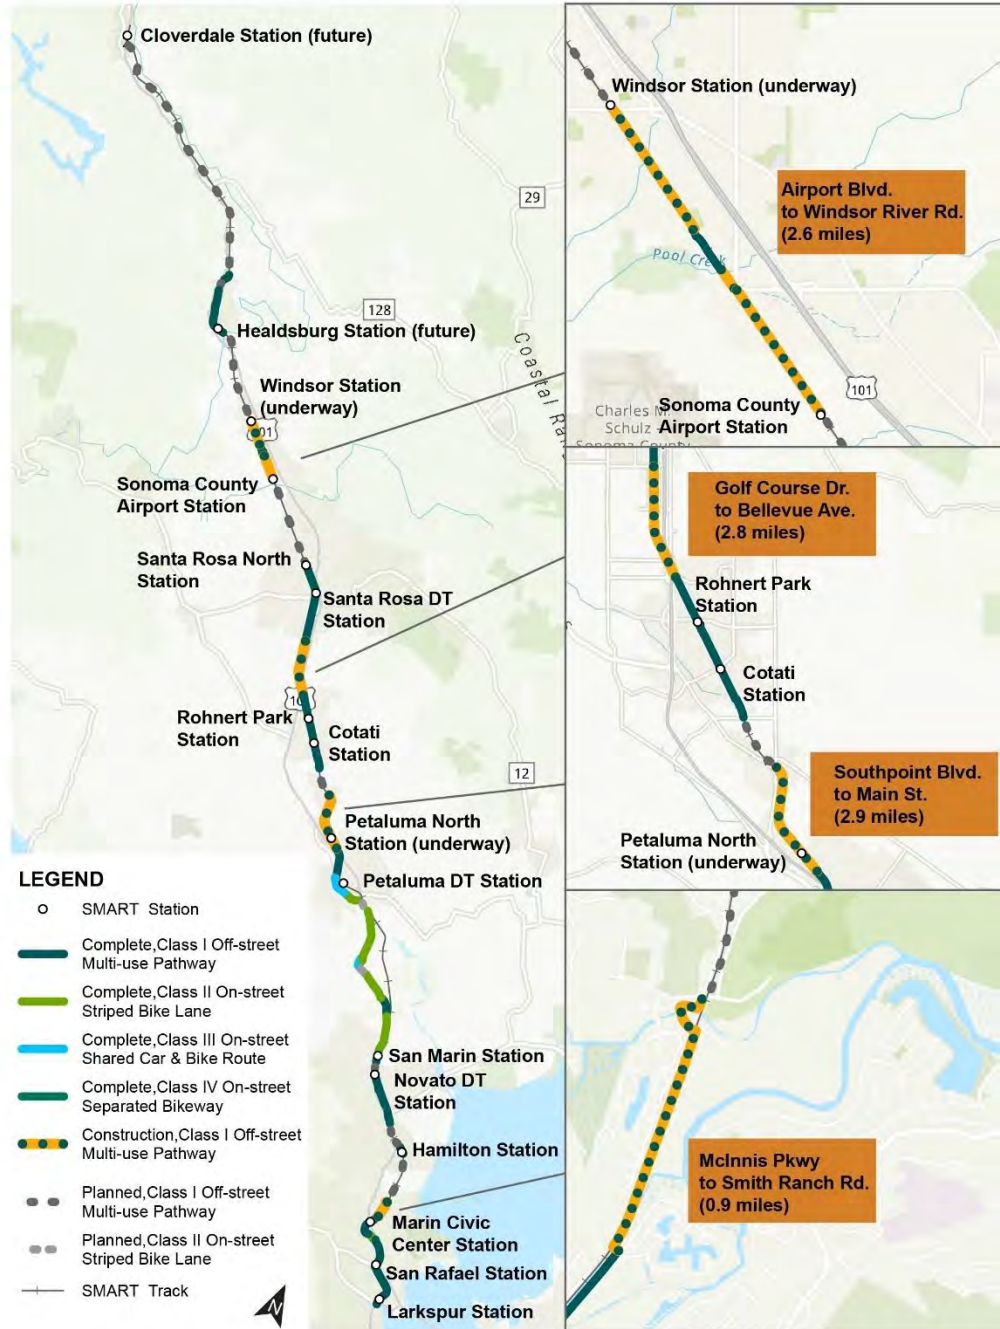 Cloverdale Station (future)
29
128
Coastal Ra
Healdsburg Station (future)
Windsor Station
(underway)
01
Sonoma County
Airport Station
Santa Rosa North
Station
Santa Rosa DT
Station
10
Rohnert Park
Station
Cotati
Station
12
Petaluma North
Station (underway)
Petaluma DT Station
San Marin Station
Novato DT
Station
Hamilton Station
Marin Civic
Center Station
San Rafael Station
Larkspur Station
N
LEGEND
SMART Station
Complete,Class I Off-street
Multi-use Pathway
Complete,Class II On-street
Striped Bike Lane
Complete,Class III On-street
Shared Car & Bike Route
Complete,Class IV On-street
Separated Bikeway
Construction,Class I Off-street
Multi-use Pathway
Planned,Class I Off-street
Multi-use Pathway
Planned,Class II On-street
Striped Bike Lane
SMART Track
Windsor Station (underway)
Airport Blvd.
to Windsor River Rd.
(2.6 miles)
Pool Creek
101
Charles M.
Schulz
Sonoma County
Sonoma County
Airport Station
Golf Course Dr.
to Bellevue Ave.
(2.8 miles)
Rohnert Park
Station
Cotati
Station
Southpoint Blvd.
to Main St.
(2.9 miles)
Petaluma North
Station (underway)
McInnis Pkwy
to Smith Ranch Rd.
(0.9 miles)